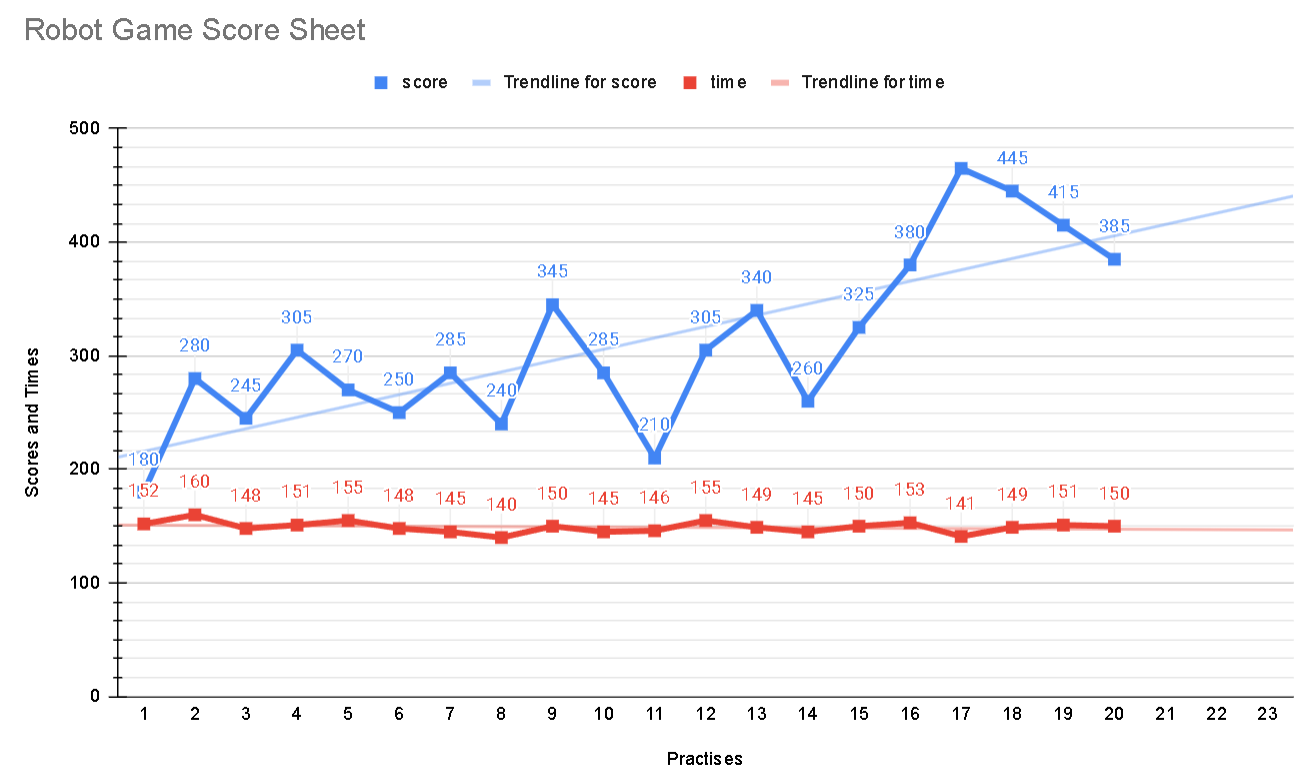 Robot Game Score Sheet
score Trendline for score time Trendline for time
500
400
300
200
100
0
Scores and Times
180 280 245 305 270 250 285 240 345 285 210 305 340 260 325 380 445 415 385
152 160 148 151 155 148 145 140 150 145 146 155 149 145 150 153 141 149 151 150
1 2 3 4 5 6 7 8 9 10 11 12 13 14 15 16 17 18 19 20 21 22 23
Practises